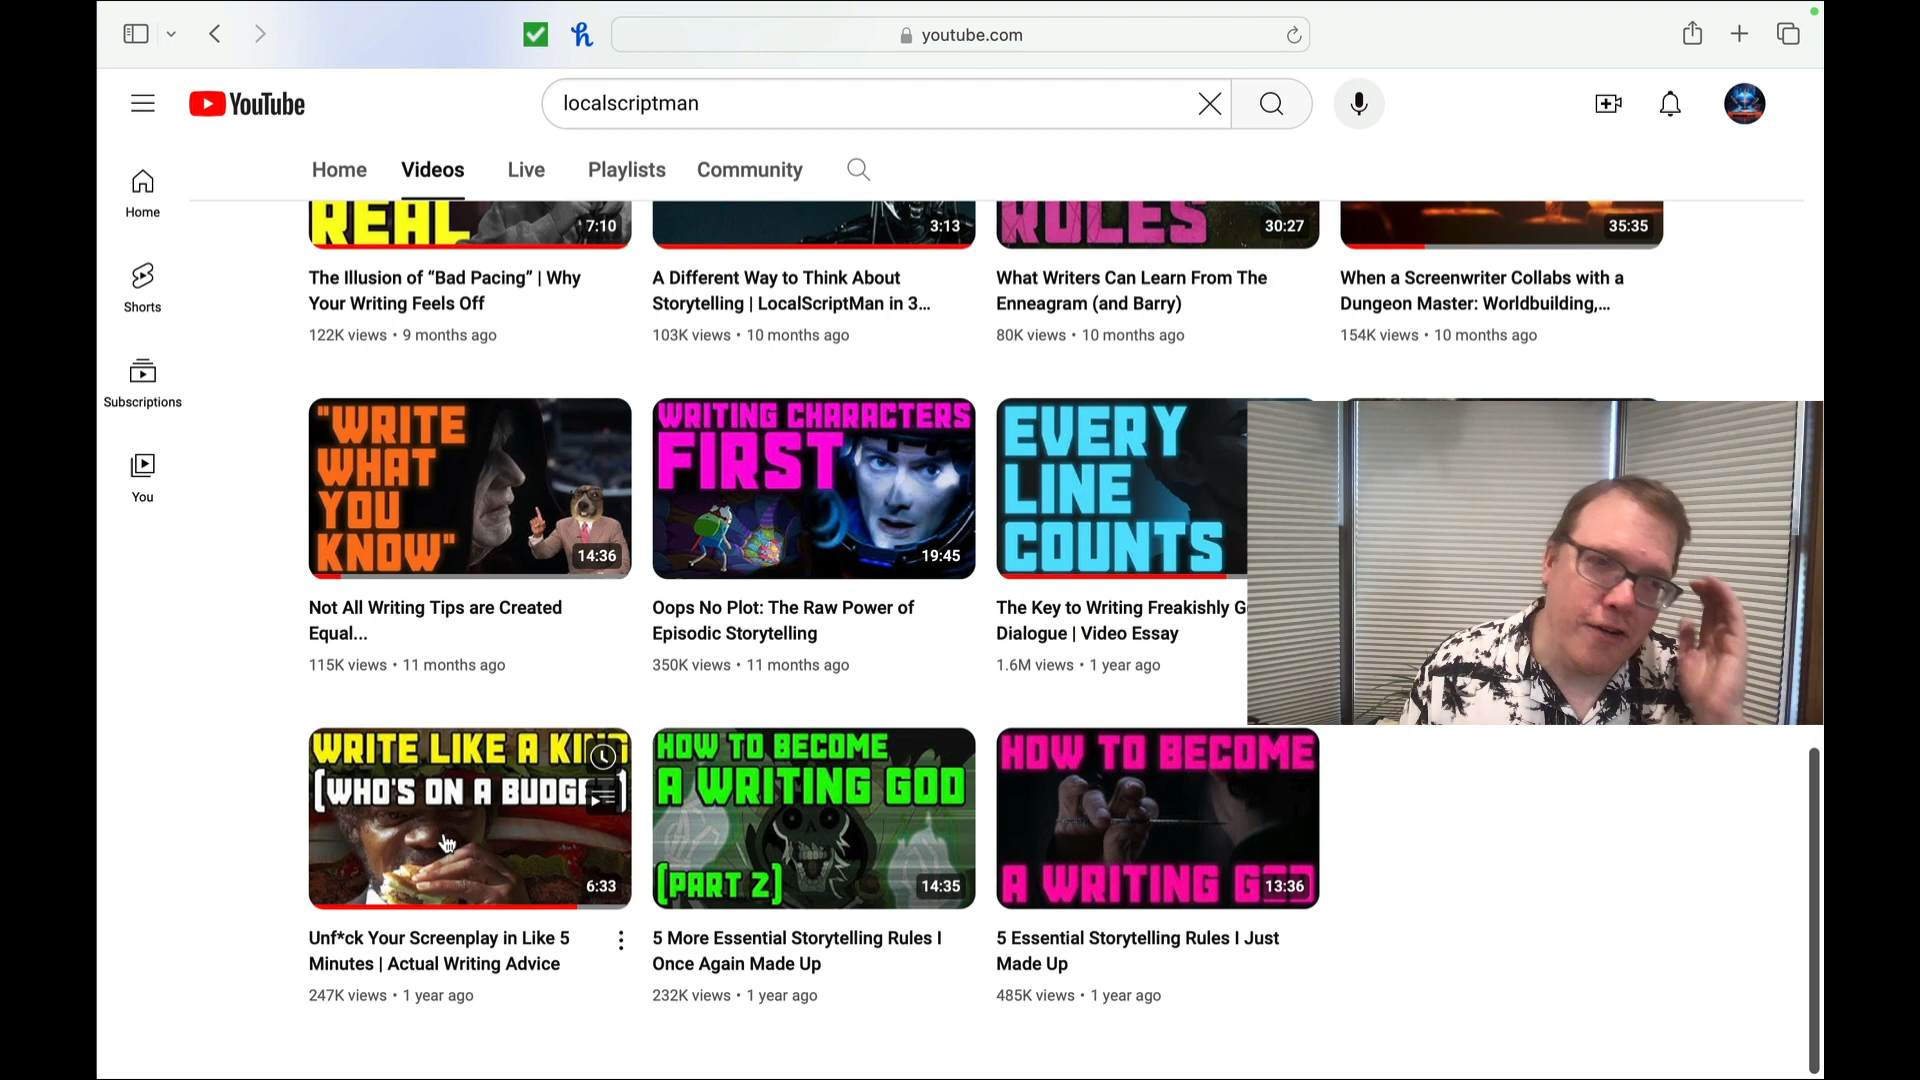 youtube.com
YouTube
localscriptman
Home
Videos
Live
Playlists
Community
Home
Shorts
Subscriptions
You
REAL
7:10
The Illusion of “Bad Pacing” | Why
Your Writing Feels Off
122K views • 9 months ago
3:13
A Different Way to Think About
Storytelling | LocalScriptMan in 3...
103K views • 10 months ago
RULES
30:27
What Writers Can Learn From The
Enneagram (and Barry)
80K views • 10 months ago
35:35
When a Screenwriter Collabs with a
Dungeon Master: Worldbuilding,...
154K views • 10 months ago
"WRITE
WHAT
YOU
KNOW"
14:36
Not All Writing Tips are Created
Equal...
115K views • 11 months ago
WRITING CHARACTERS
FIRST
19:45
Oops No Plot: The Raw Power of
Episodic Storytelling
350K views • 11 months ago
EVERY
LINE
COUNTS
The Key to Writing Freakishly G
Dialogue | Video Essay
1.6M views • 1 year ago
WRITE LIKE A
(WHO'S ON A
6:33
Unf*ck Your Screenplay in Like 5
Minutes | Actual Writing Advice
247K views • 1 year ago
HOW TO BECOME
A WRITING GOD
(PART 2)
14:35
5 More Essential Storytelling Rules I
Once Again Made Up
232K views • 1 year ago
HOW TO BECOME
A WRITING GOD
13:36
5 Essential Storytelling Rules I Just
Made Up
485K views • 1 year ago